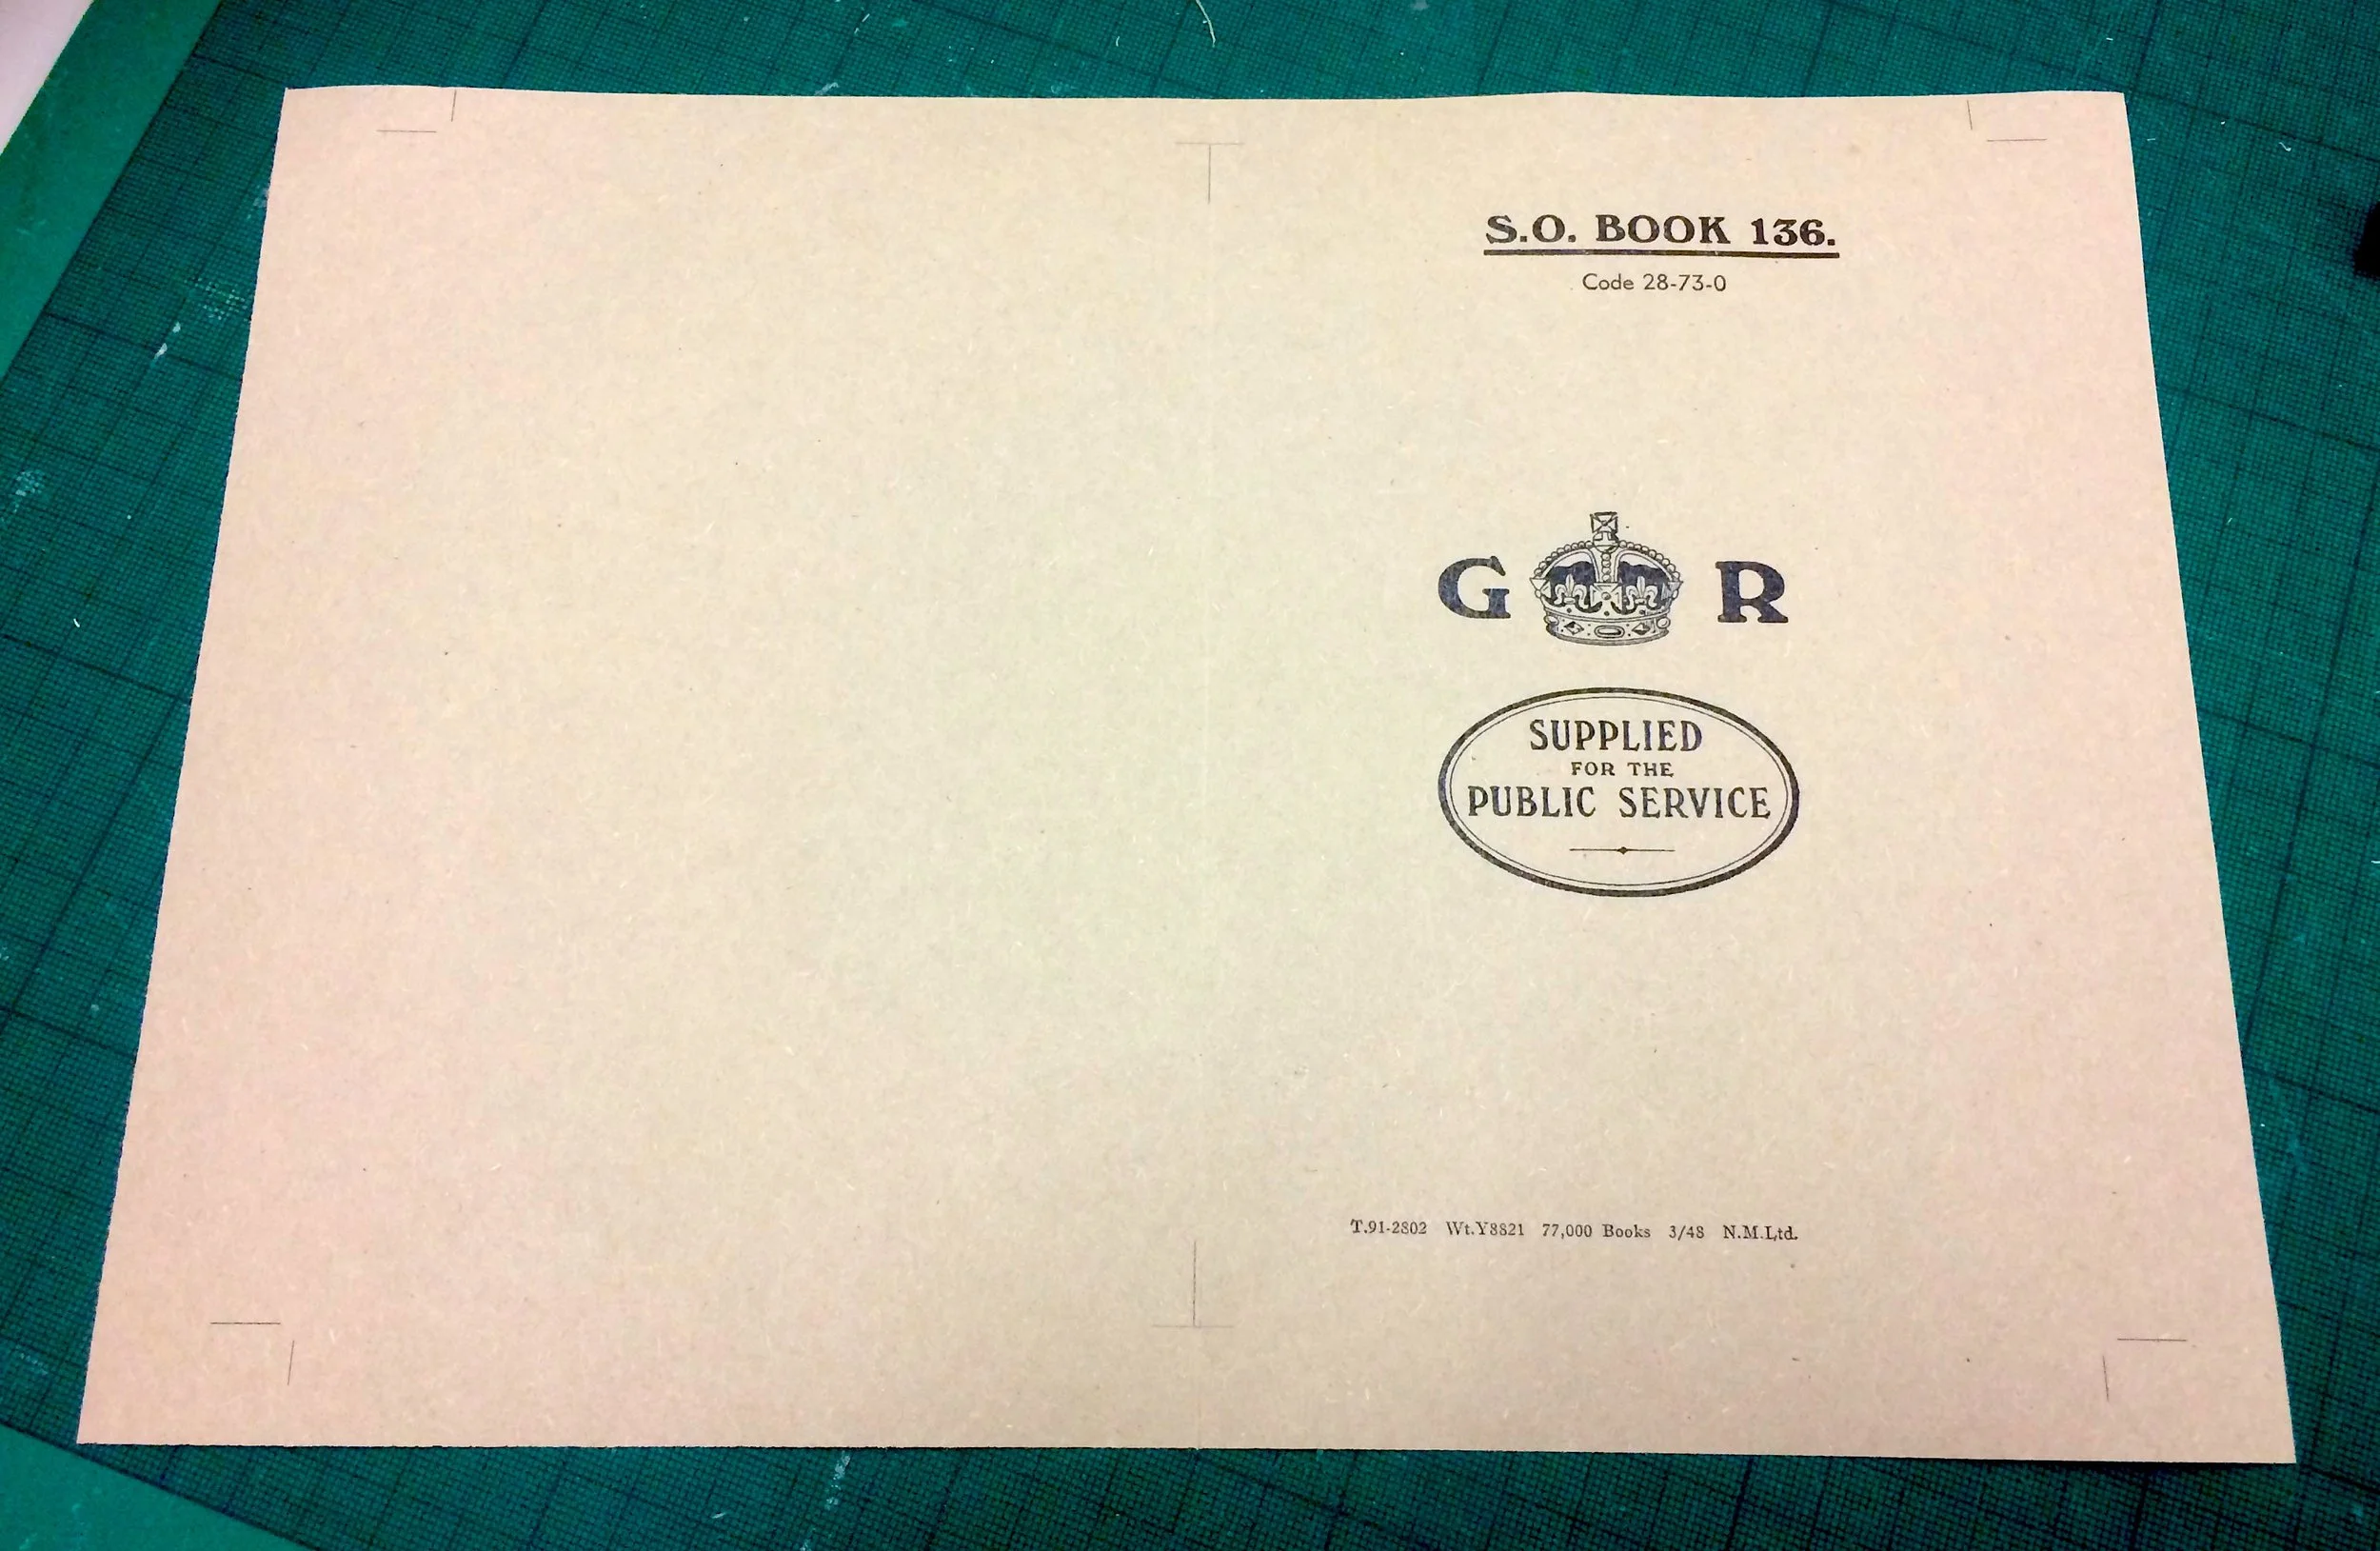 S.O. BOOK 136.
Code 28-73-0
G R
SUPPLIED
FOR THE
PUBLIC SERVICE
T.91-2802 Wt.Y8821 77,000 Books 3/48 N.M.Ltd.